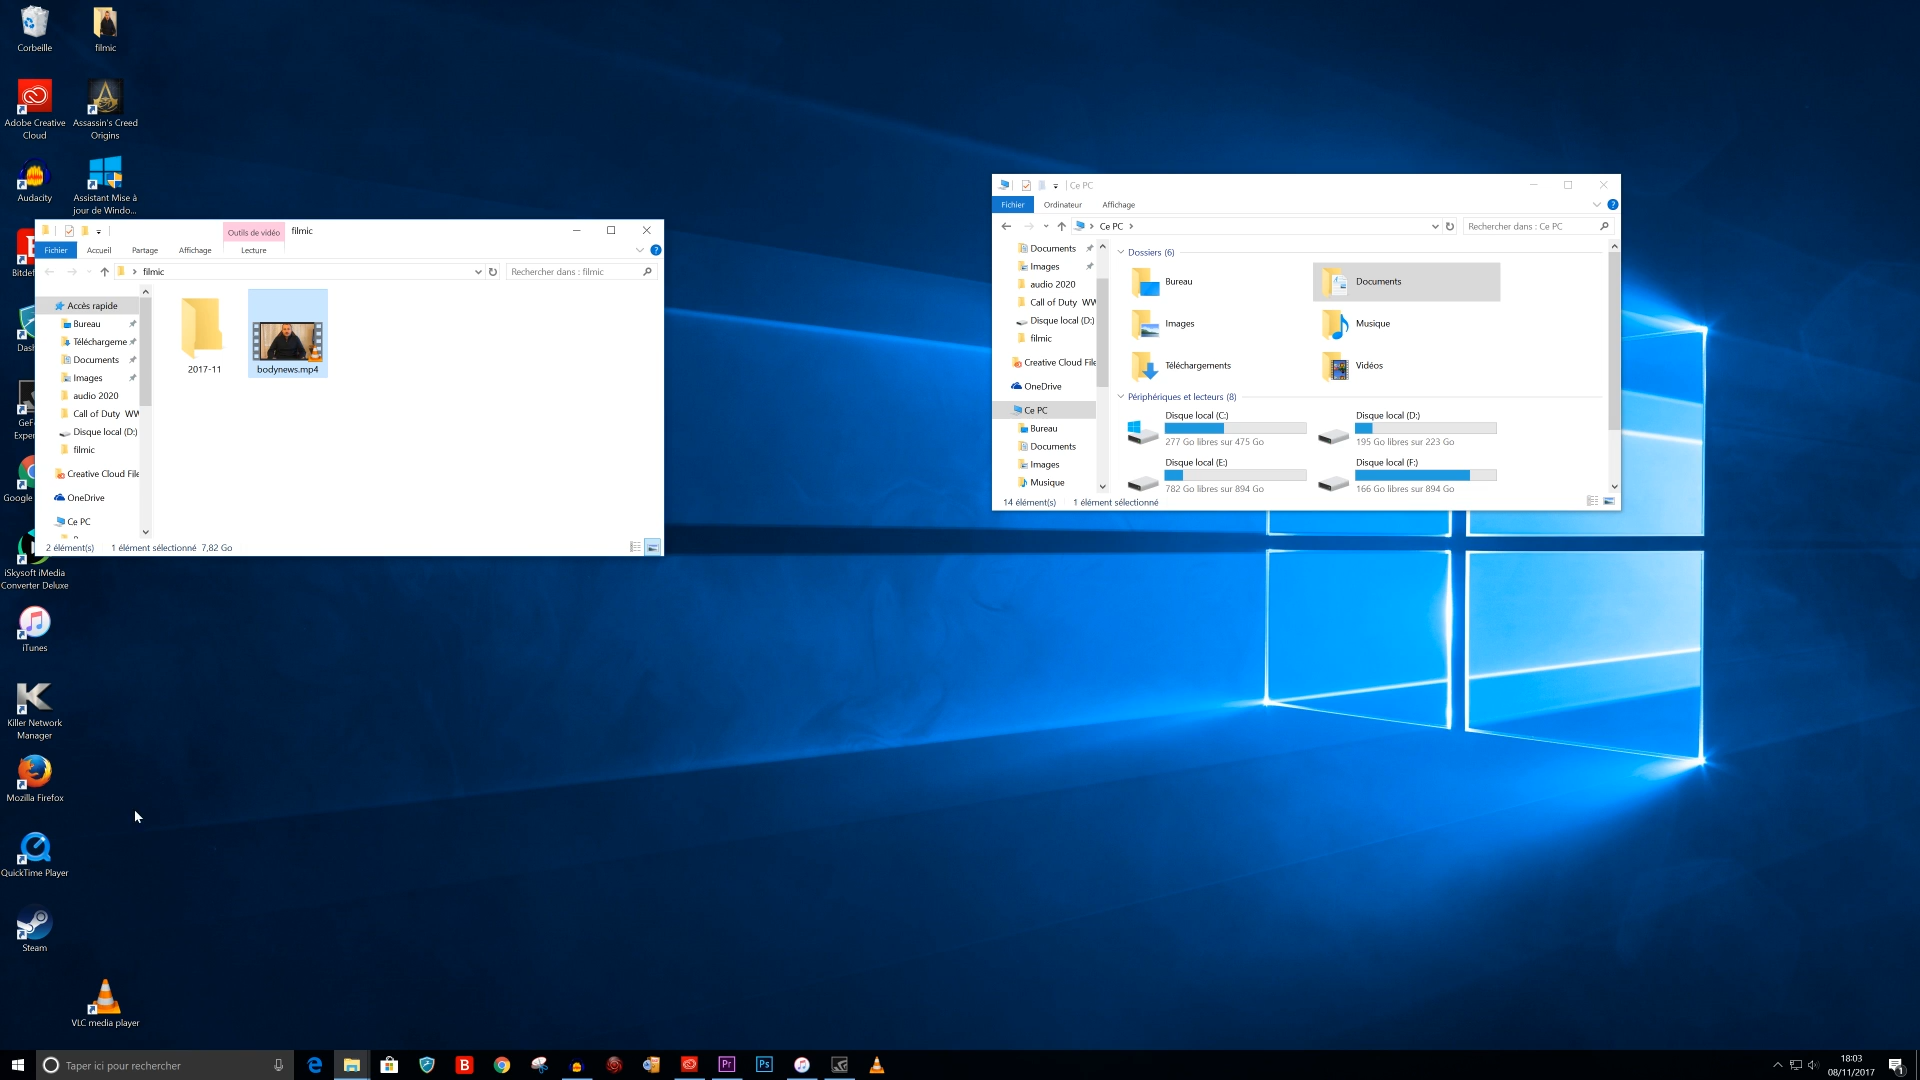 Corbeille
filmic
Adobe Creative
Cloud
Assassin's Creed
Origins
Audacity
Assistant Mise à
jour de Windo...
Google
iSkysoft iMedia
Converter Deluxe
iTunes
Killer Network
Manager
Mozilla Firefox
QuickTime Player
Steam
VLC media player
Outils de vidéo
filmic
Fichier
Accueil
Partage
Affichage
Lecture
filmic
Rechercher dans : filmic
Accès rapide
Bureau
Téléchargeme
Documents
Images
audio 2020
Call of Duty WW
Disque local (D:)
filmic
Creative Cloud File
OneDrive
Ce PC
2017-11
bodynews.mp4
2 élément(s)
1 élément sélectionné 7,82 Go
Ce PC
Fichier
Ordinateur
Affichage
Ce PC
Rechercher dans : Ce PC
Documents
Images
audio 2020
Call of Duty WW
Disque local (D:)
filmic
Creative Cloud File
OneDrive
Ce PC
Bureau
Documents
Images
Musique
Dossiers (6)
Bureau
Documents
Images
Musique
Téléchargements
Vidéos
Périphériques et lecteurs (8)
Disque local (C:)
277 Go libres sur 475 Go
Disque local (D:)
195 Go libres sur 223 Go
Disque local (E:)
782 Go libres sur 894 Go
Disque local (F:)
166 Go libres sur 894 Go
14 élément(s)
1 élément sélectionné
Taper ici pour rechercher
B
Pr
Ps
18:03
08/11/2017
1